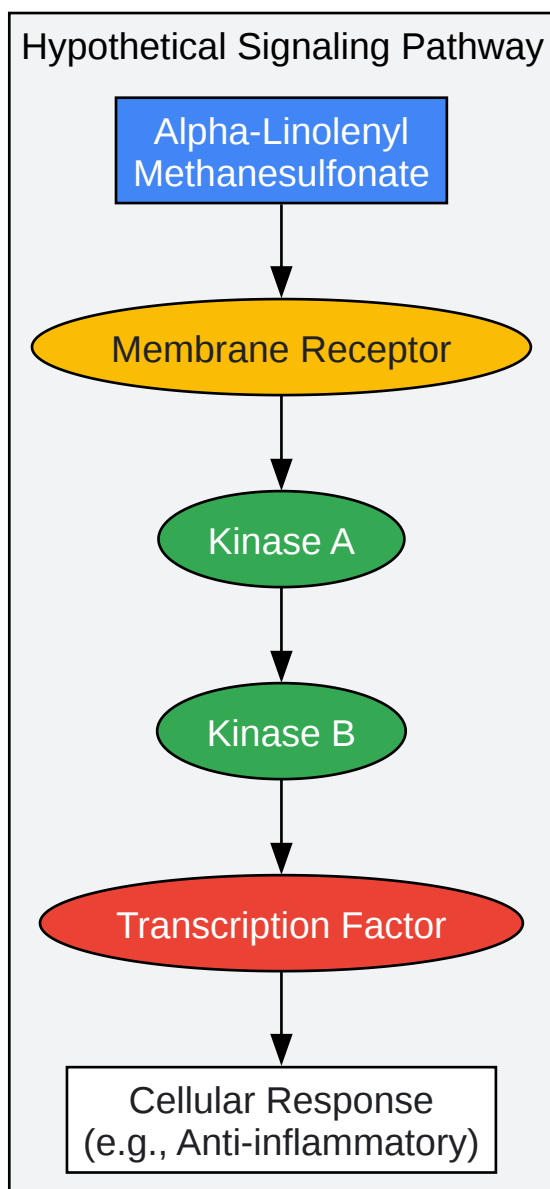 Hypothetical Signaling Pathway
Alpha-Linolenyl
Methanesulfonate
Membrane Receptor
Kinase A
Kinase B
Transcription Factor
Cellular Response
(e.g., Anti-inflammatory)